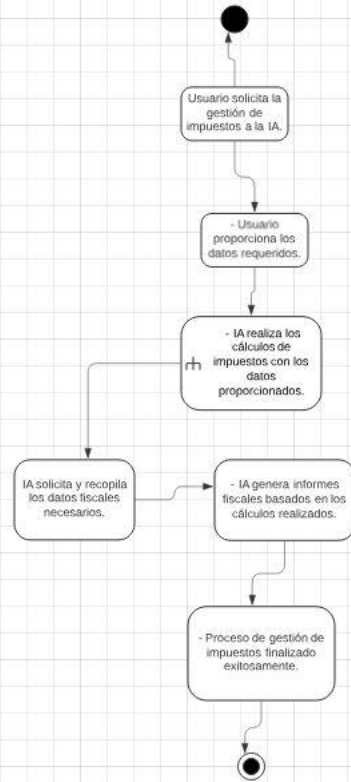 Usuario solicita la
gestión de
impuestos a la IA.
- Usuario
proporciona los
datos requeridos.
- IA realiza los
cálculos de
impuestos con los
datos
proporcionados.
IA solicita y recopila
los datos fiscales
necesarios.
- IA genera informes
fiscales basados en los
cálculos realizados.
- Proceso de gestión de
impuestos finalizado
exitosamente.